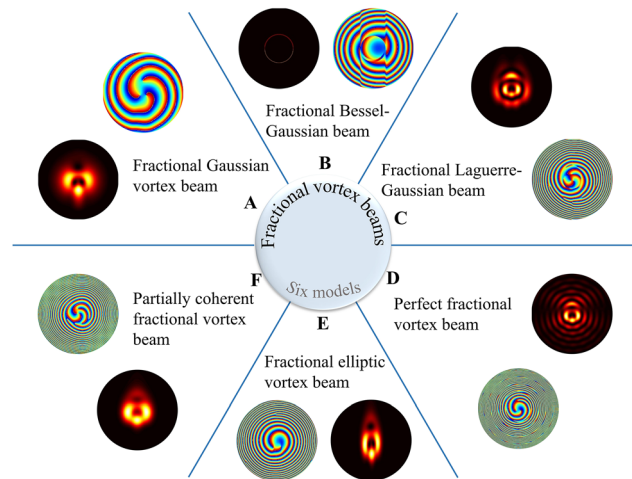 Fractional Bessel-
Gaussian beam
B
Fractional Gaussian
vortex beam
A
Fractional Laguerre-
Gaussian beam
C
Fractional vortex beams
Six models
F
Partially coherent
fractional vortex
beam
D
Perfect fractional
vortex beam
E
Fractional elliptic
vortex beam